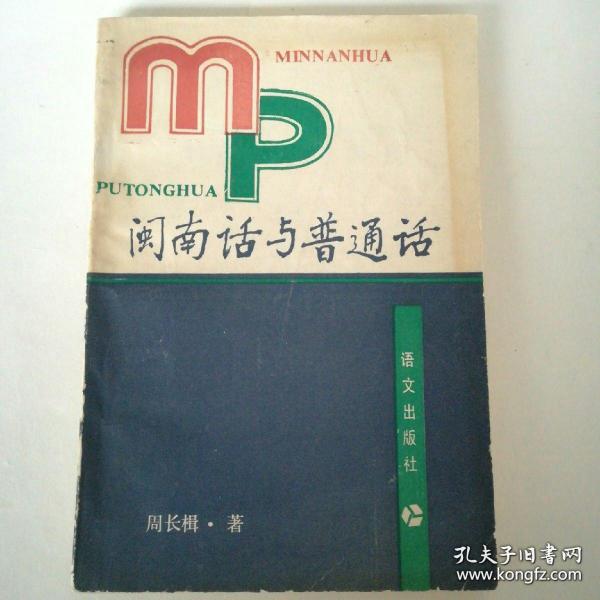 M
MINNANHUA
P
PUTONGHUA
闽南话与普通话
语文出版社
周长楫·著
孔夫子旧书网
www.kongfz.com